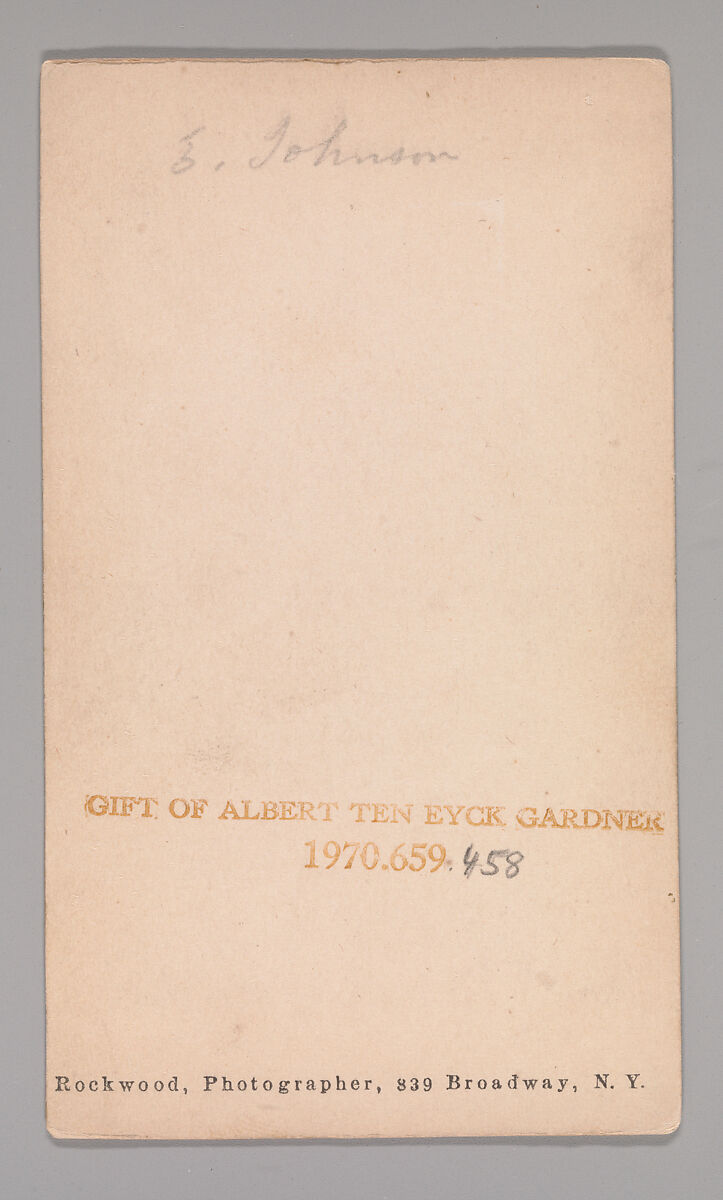 E. Johnson
GIFT OF ALBERT TEN EYCK GARDNER
1970.659.458
Rockwood, Photographer, 839 Broadway, N. Y.